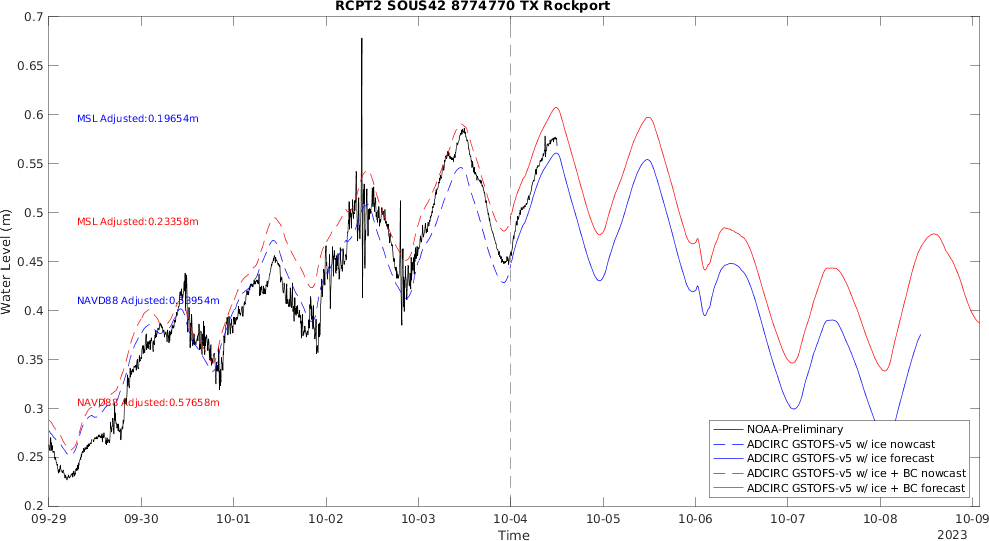 RCPT2 SOUS42 8774770 TX Rockport
0.7
0.65
0.6
0.55
0.5
0.45
0.4
0.35
0.3
0.25
0.2
Water Level (m)
MSL Adjusted:0.19654m
MSL Adjusted:0.23358m
NAVD88 Adjusted:0.53954m
NAVD88 Adjusted:0.57658m
NOAA-Preliminary
ADCIRC GSTOFS-v5 w/ ice nowcast
ADCIRC GSTOFS-v5 w/ ice forecast
ADCIRC GSTOFS-v5 w/ ice + BC nowcast
ADCIRC GSTOFS-v5 w/ ice + BC forecast
09-29 09-30 10-01 10-02 10-03 10-04 10-05 10-06 10-07 10-08 10-09
Time
2023